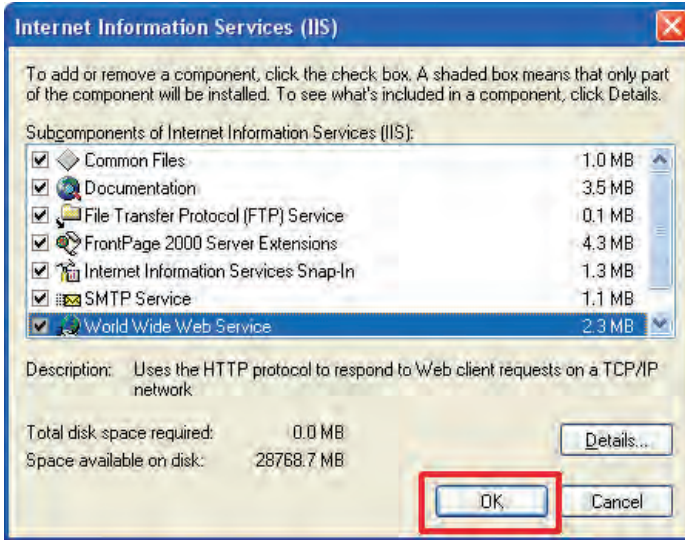 Internet Information Services (IIS)
To add or remove a component, click the check box. A shaded box means that only part
of the component will be installed. To see what's included in a component, click Details.
Subcomponents of Internet Information Services (IIS):
Common Files 1.0 MB
Documentation 3.5 MB
File Transfer Protocol (FTP) Service 0.1 MB
FrontPage 2000 Server Extensions 4.3 MB
Internet Information Services Snap-In 1.3 MB
SMTP Service 1.1 MB
World Wide Web Service 2.3 MB
Description: Uses the HTTP protocol to respond to Web client requests on a TCP/IP
network
Total disk space required: 0.0 MB
Space available on disk: 28768.7 MB
Details...
OK Cancel